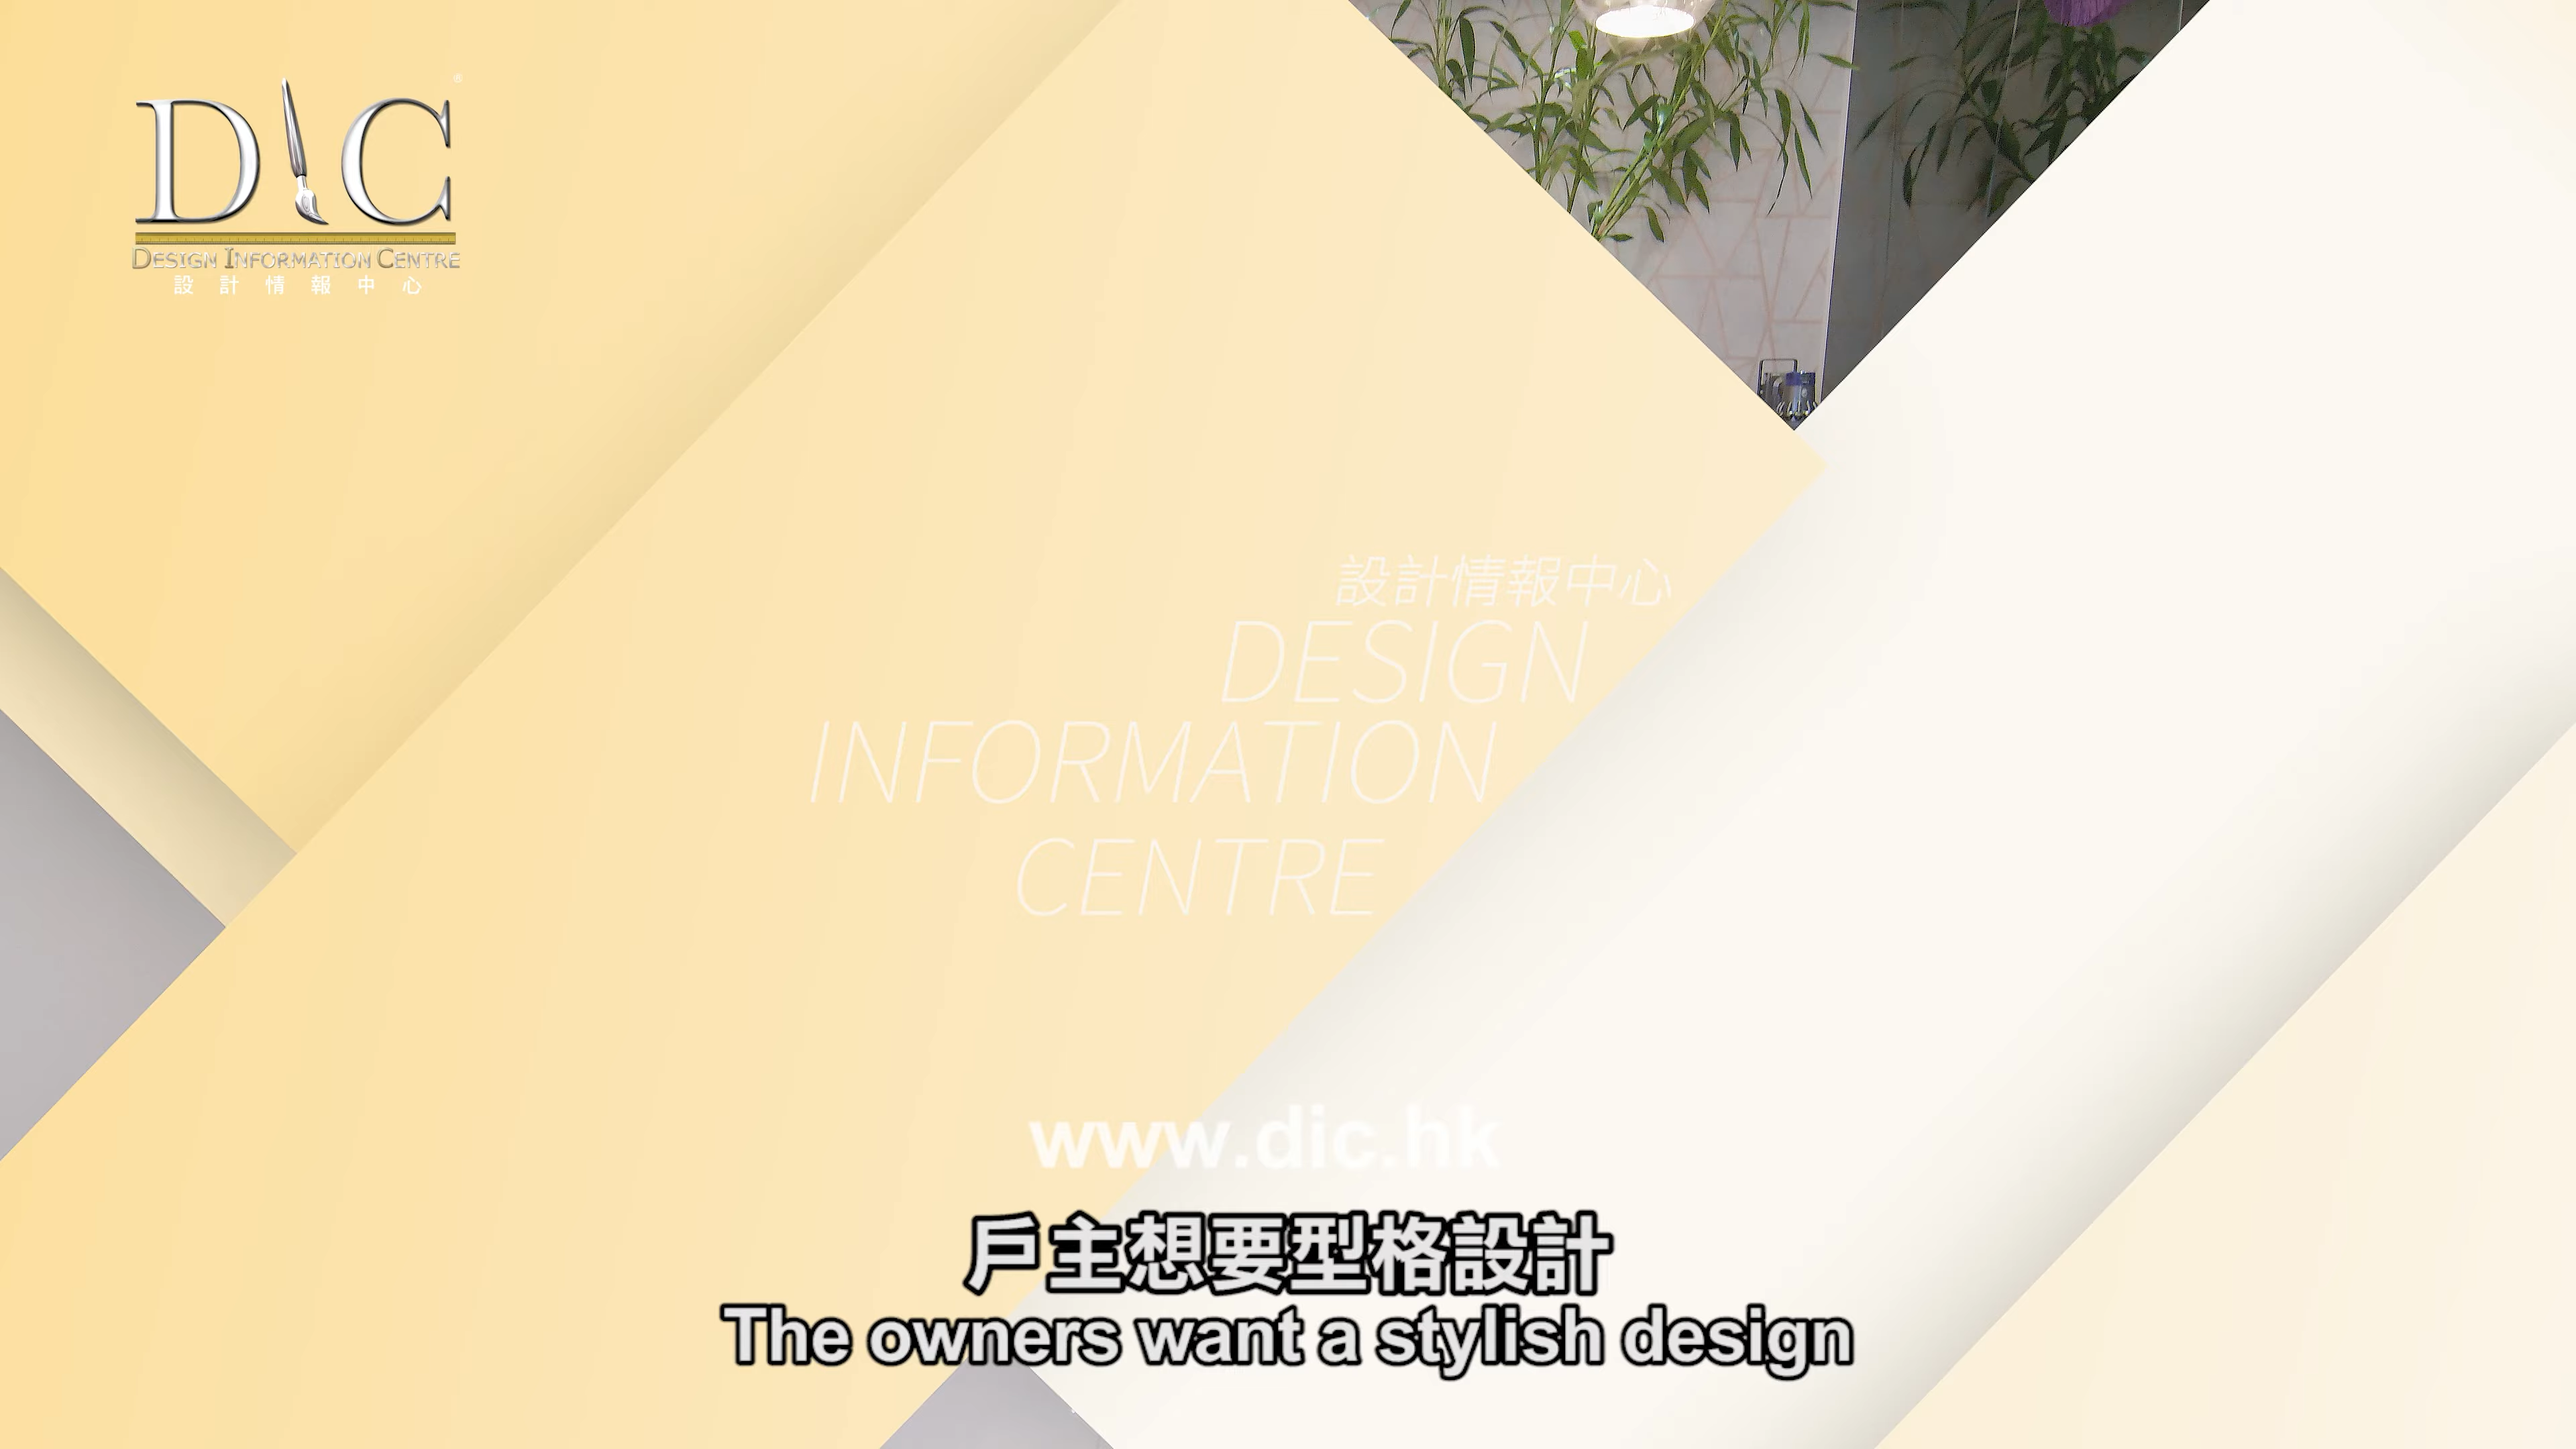 DIC®
DESIGN INFORMATION CENTRE
設計情報中心
設計情報中心
DESIGN
INFORMATION
CENTRE
www.dic.hk
戶主想要型格設計
The owners want a stylish design